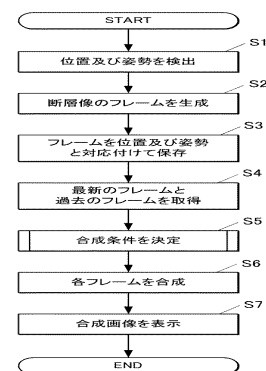 START
S1
位置及び姿勢を検出
S2
断層像のフレームを生成
S3
フレームを位置及び姿勢
と対応付けて保存
S4
最新のフレームと
過去のフレームを取得
S5
合成条件を決定
S6
各フレームを合成
S7
合成画像を表示
END